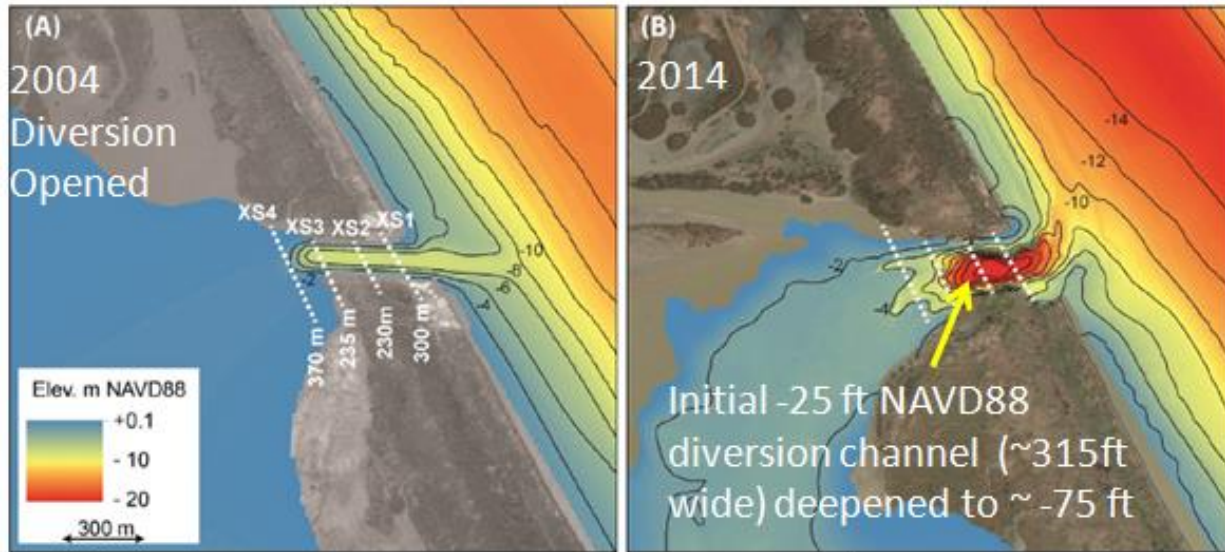 (A)
2004
Diversion
Opened
XS4
XS3
XS2
XS1
-2
-10
-8
-6
-4
370 m
235 m
230m
300 m
Elev. m NAVD88
+0.1
- 10
- 20
300 m
(B)
2014
-14
-12
-10
-2
-4
Initial -25 ft NAVD88
diversion channel (~315ft
wide) deepened to ~ -75 ft